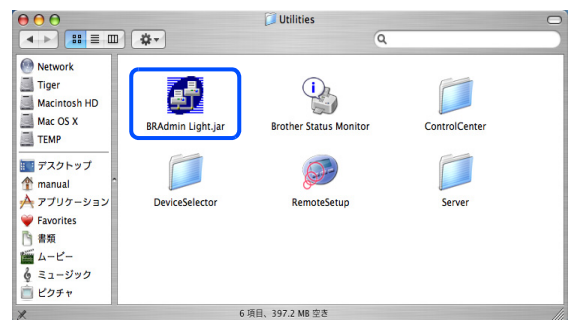 Utilities
Network
Tiger
Macintosh HD
Mac OS X
TEMP
デスクトップ
manual
アプリケーション
Favorites
書類
ムービー
ミュージック
ピクチャ
BRAdmin Light.jar
Brother Status Monitor
ControlCenter
DeviceSelector
RemoteSetup
Server
6 項目、397.2 MB 空き